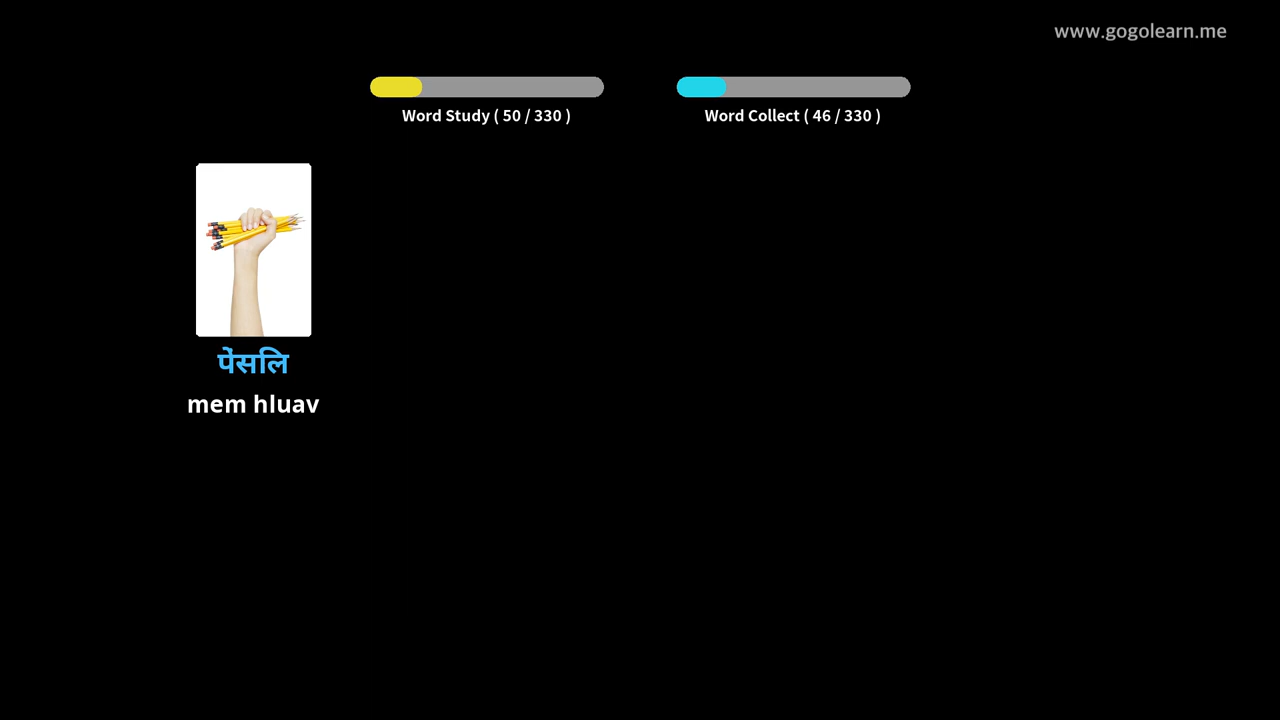 www.gogolearn.me
Word Study ( 50 / 330 )
Word Collect ( 46 / 330 )
पेंसलि
mem hluav